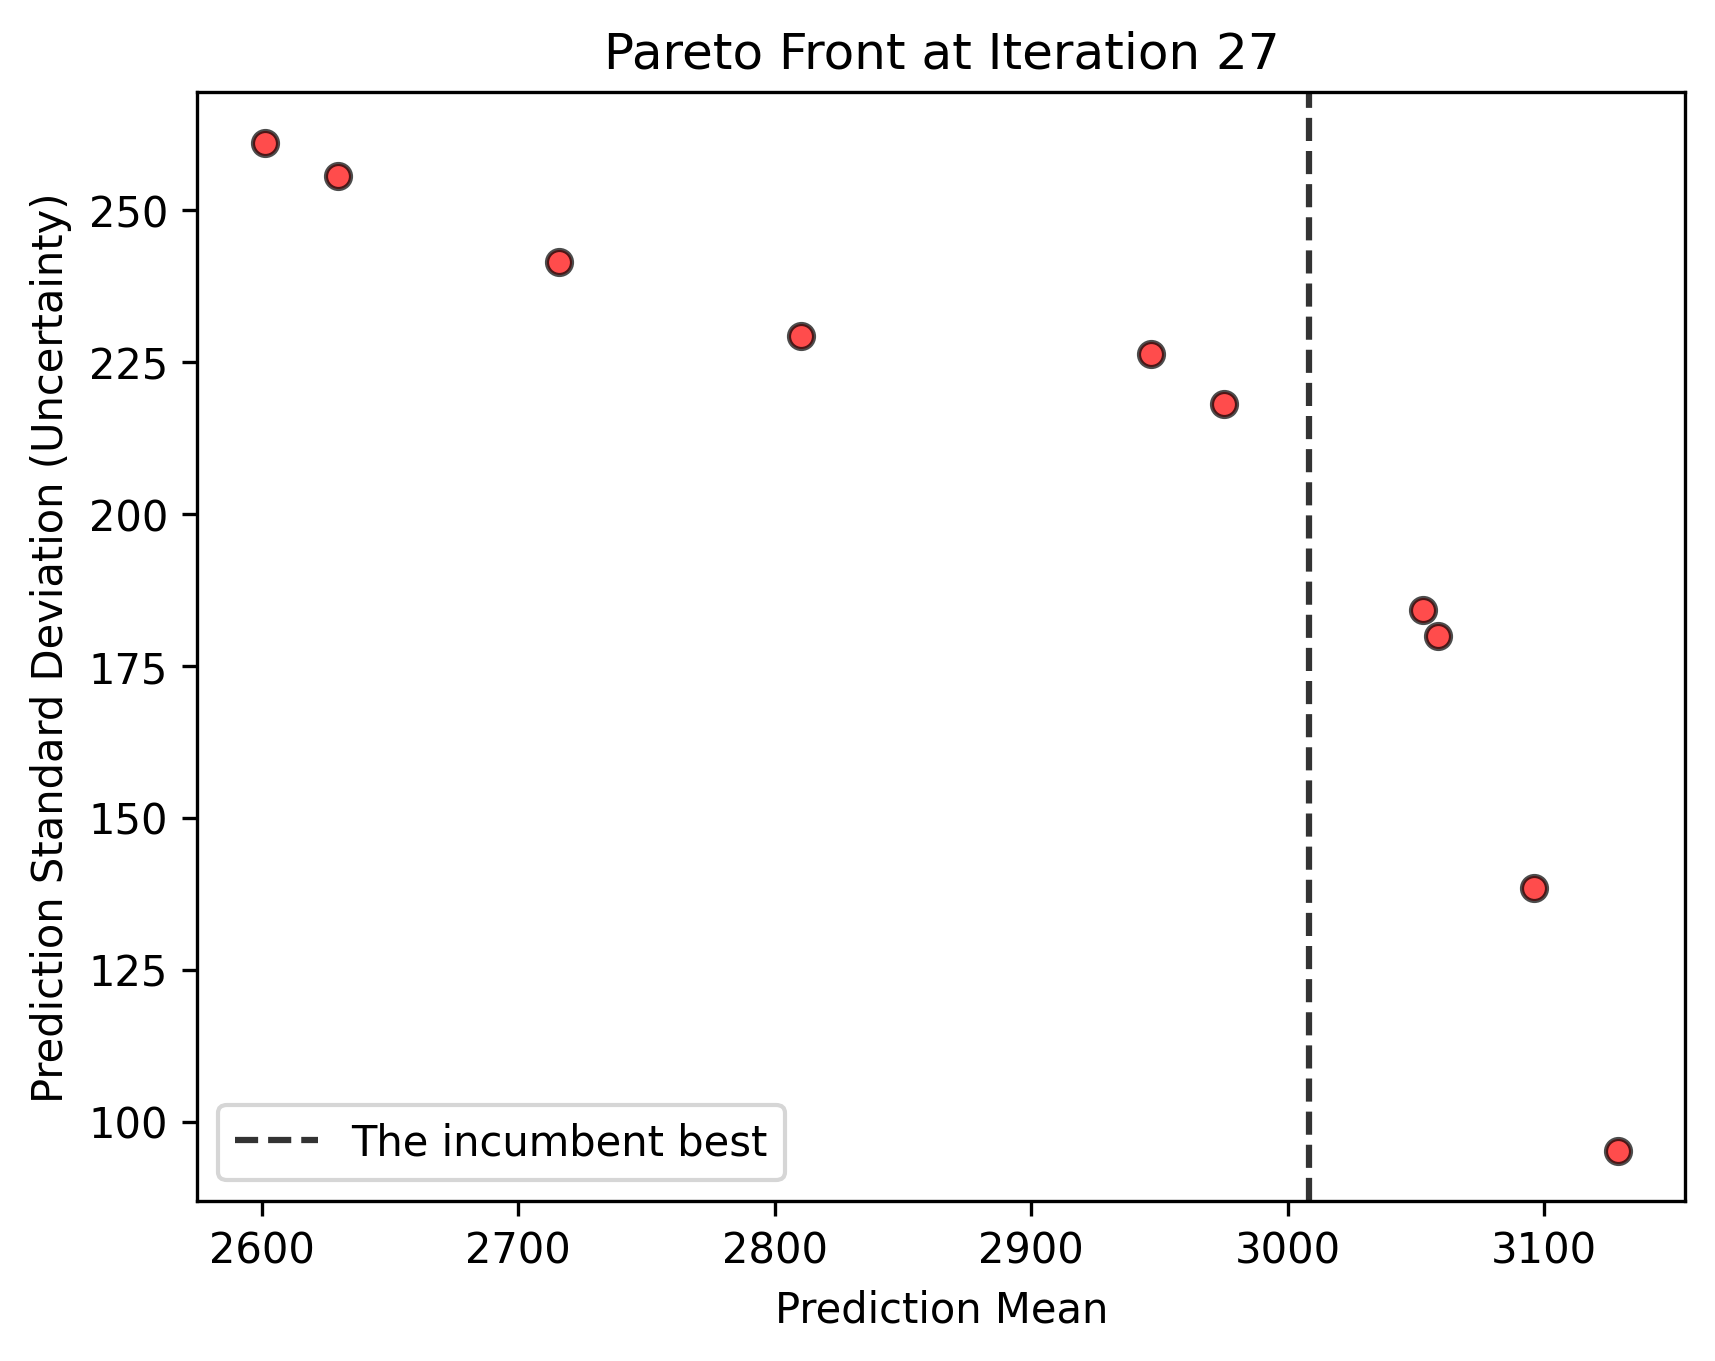 Pareto Front at Iteration 27
Prediction Standard Deviation (Uncertainty)
250
225
200
175
150
125
100
The incumbent best
2600 2700 2800 2900 3000 3100
Prediction Mean